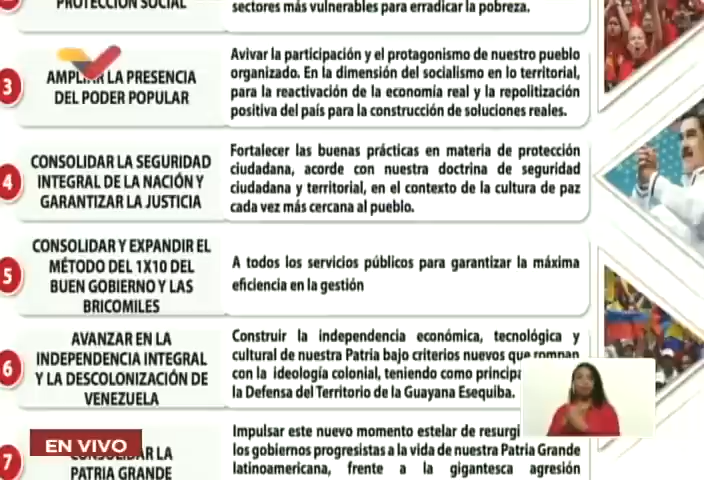 PROTECCIÓN SOCIAL
sectores más vulnerables para erradicar la pobreza.
3
AMPLIAR LA PRESENCIA
DEL PODER POPULAR
Avivar la participación y el protagonismo de nuestro pueblo
organizado. En la dimensión del socialismo en lo territorial,
para la reactivación de la economía real y la repolitización
positiva del país para la construcción de soluciones reales.
4
CONSOLIDAR LA SEGURIDAD
INTEGRAL DE LA NACIÓN Y
GARANTIZAR LA JUSTICIA
Fortalecer las buenas prácticas en materia de protección
ciudadana, acorde con nuestra doctrina de seguridad
ciudadana y territorial, en el contexto de la cultura de paz
cada vez más cercana al pueblo.
5
CONSOLIDAR Y EXPANDIR EL
MÉTODO DEL 1X10 DEL
BUEN GOBIERNO Y LAS
BRICOMILES
A todos los servicios públicos para garantizar la máxima
eficiencia en la gestión
6
AVANZAR EN LA
INDEPENDENCIA INTEGRAL
Y LA DESCOLONIZACIÓN DE
VENEZUELA
Construir la independencia económica, tecnológica y
cultural de nuestra Patria bajo criterios nuevos que rompan
con la ideología colonial, teniendo como
la Defensa del Territorio de la Guayana Esequiba.
7
LA
PATRIA GRANDE
Impulsar este nuevo momento estelar de
los gobiernos progresistas a la vida de nuestra Patria Grande
latinoamericana, frente a la gigantesca agresión
EN VIVO